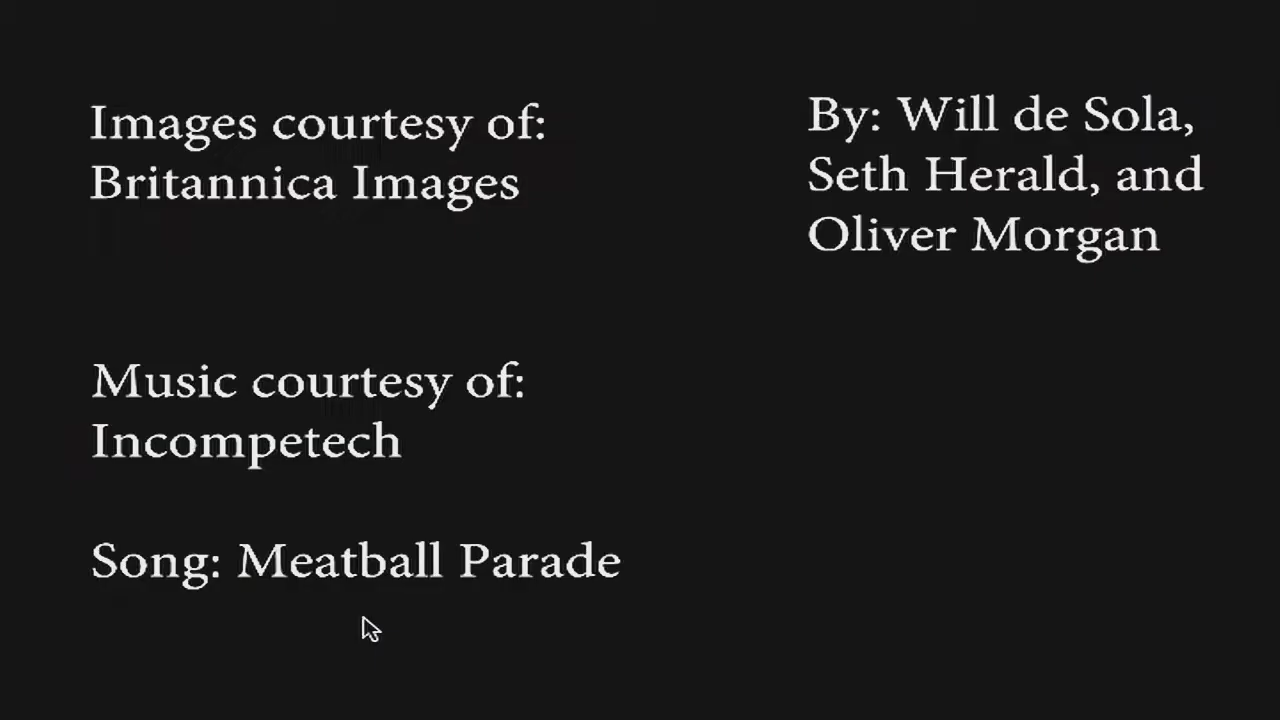 Images courtesy of:
Britannica Images
Music courtesy of:
Incompetech
Song: Meatball Parade
By: Will de Sola,
Seth Herald, and
Oliver Morgan